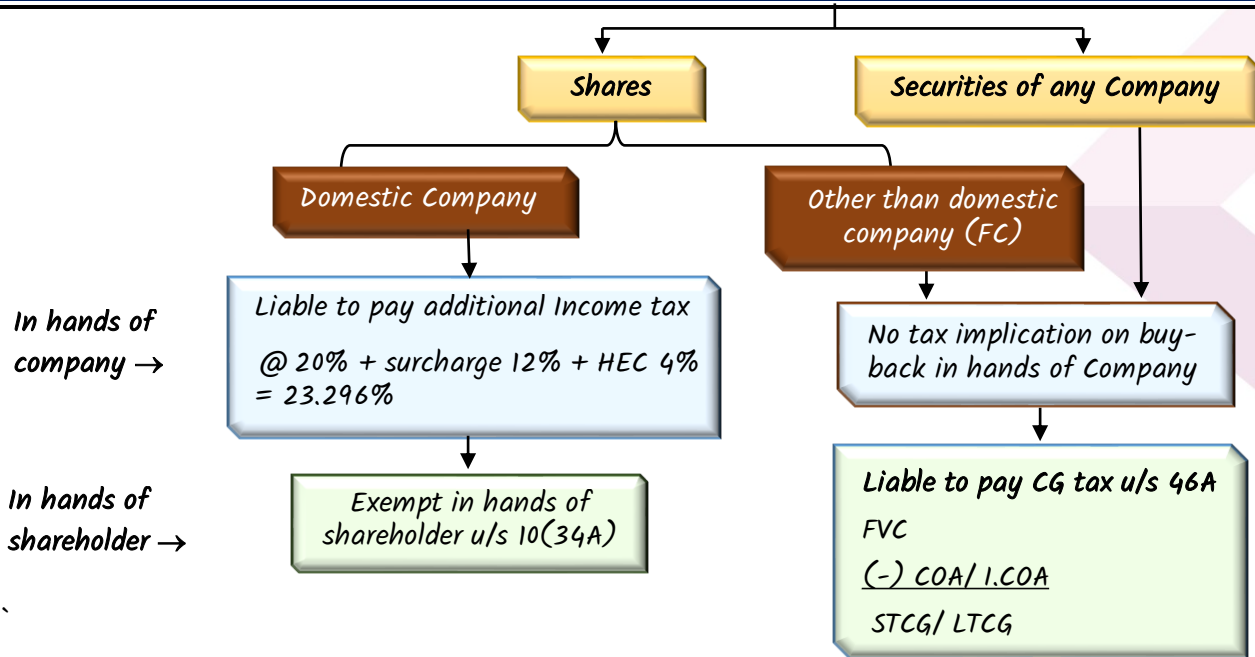 Shares
Securities of any Company
Domestic Company
Other than domestic
company (FC)
In hands of
company →
Liable to pay additional Income tax
@ 20% + surcharge 12% + HEC 4%
= 23.296%
No tax implication on buy-
back in hands of Company
In hands of
shareholder →
Exempt in hands of
shareholder u/s 10(34A)
Liable to pay CG tax u/s 46A
FVC
(-) COA/ I.COA
STCG/ LTCG
`